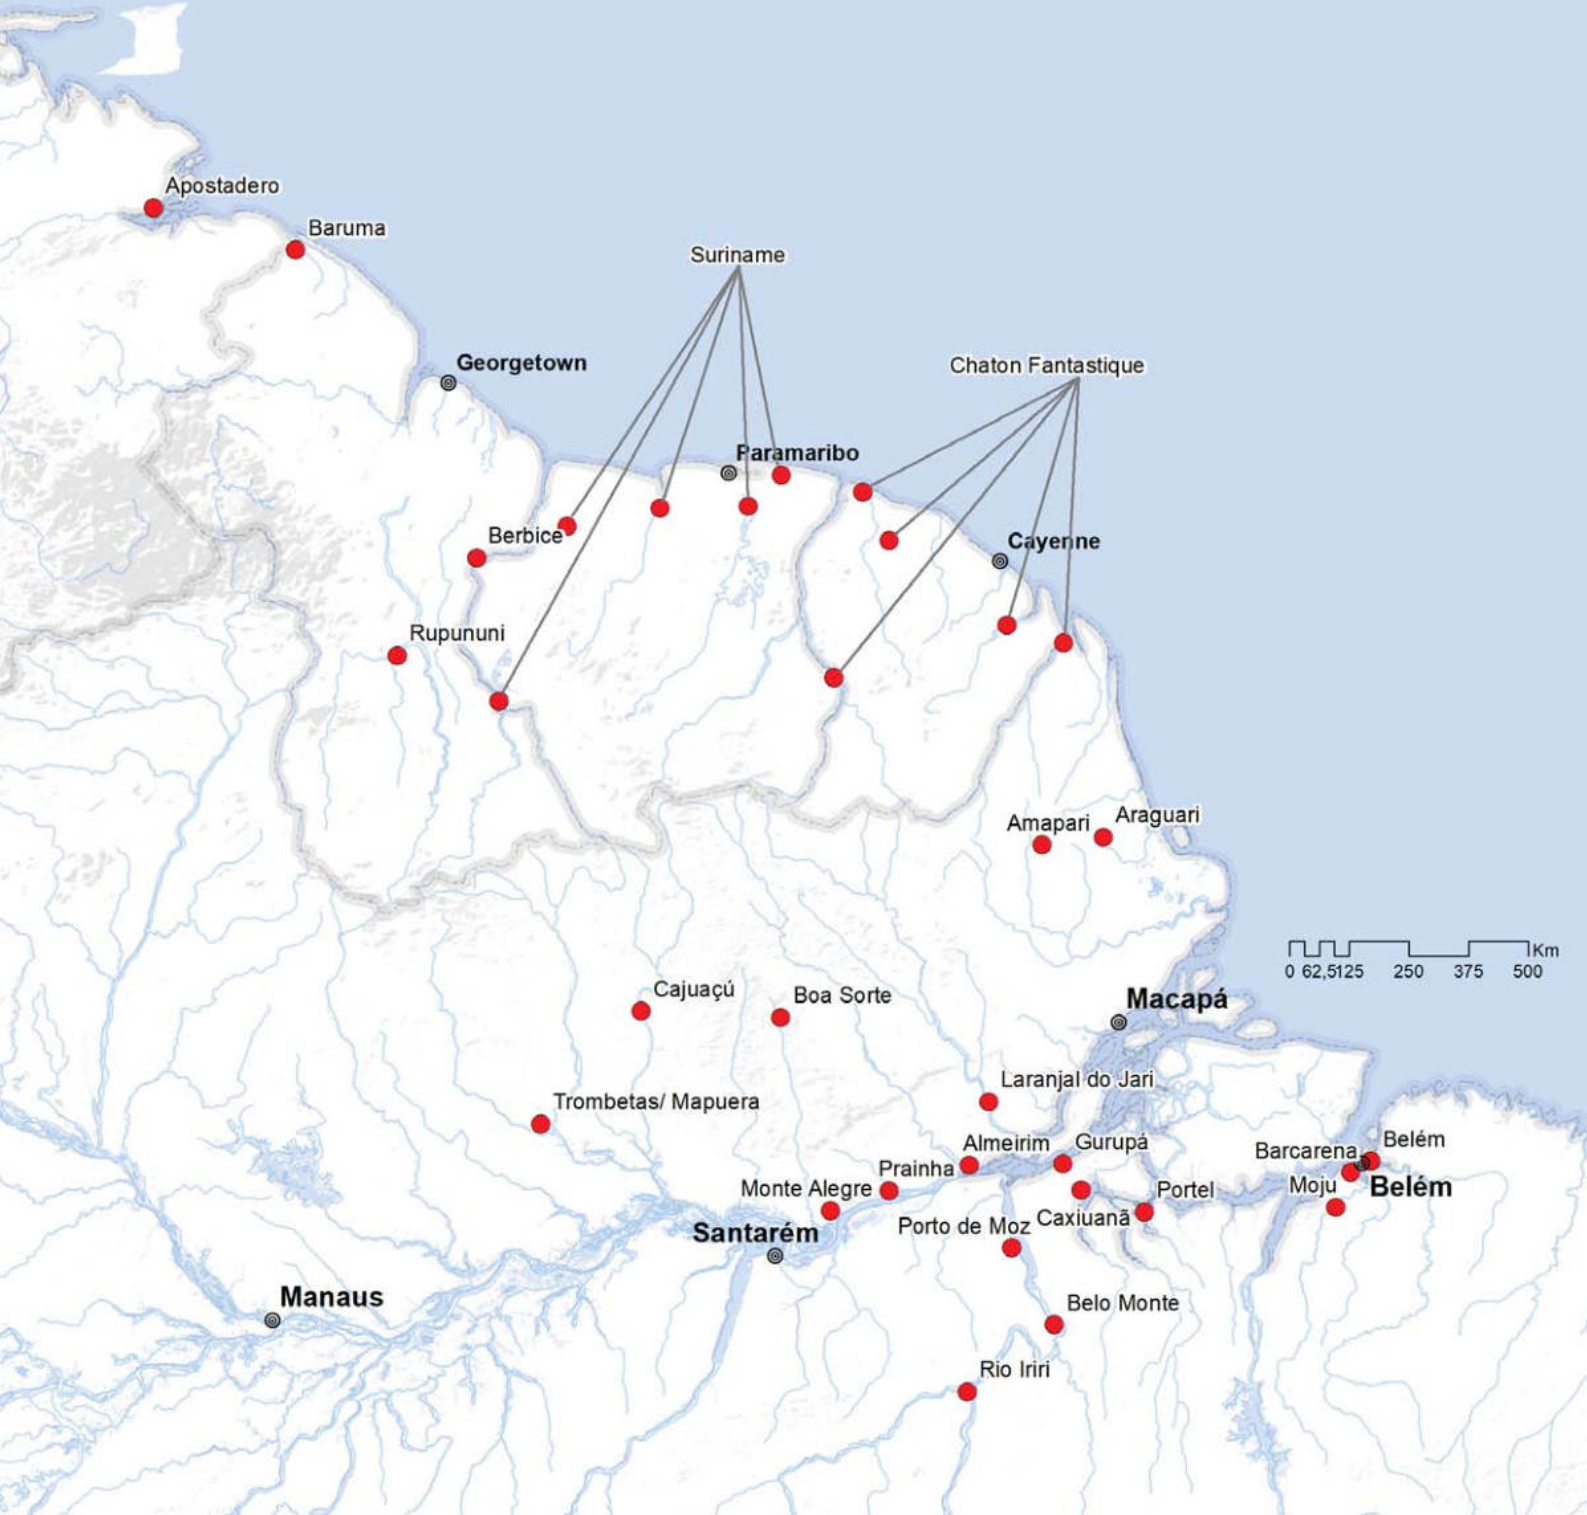 Apostadero
Baruma
Suriname
Georgetown
Chaton Fantastique
Paramaribo
Berbice
Cayenne
Rupununi
Amapari
Araguari
Km
0 62,5125 250 375 500
Cajuaçú
Boa Sorte
Macapá
Laranjal do Jari
Trombetas/ Mapuera
Almeirim
Gurupá
Barcarena
Belém
Prainha
Monte Alegre
Portel
Moju
Belém
Caxiuanã
Porto de Moz
Santarém
Manaus
Belo Monte
Rio Iriri